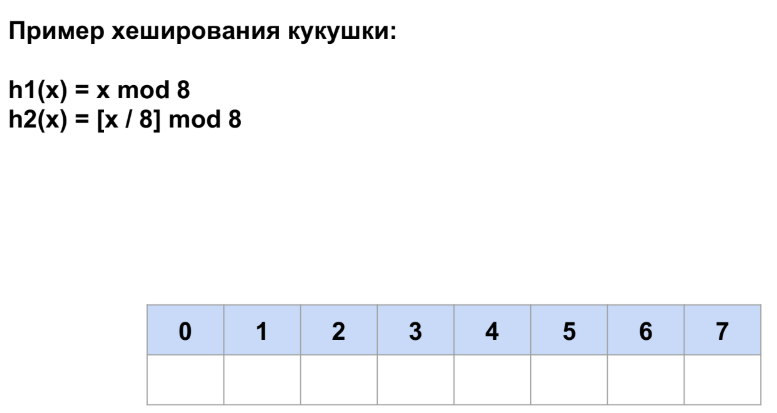 Пример хеширования кукушки:
h1(x) = x mod 8
h2(x) = [x / 8] mod 8
0 1 2 3 4 5 6 7